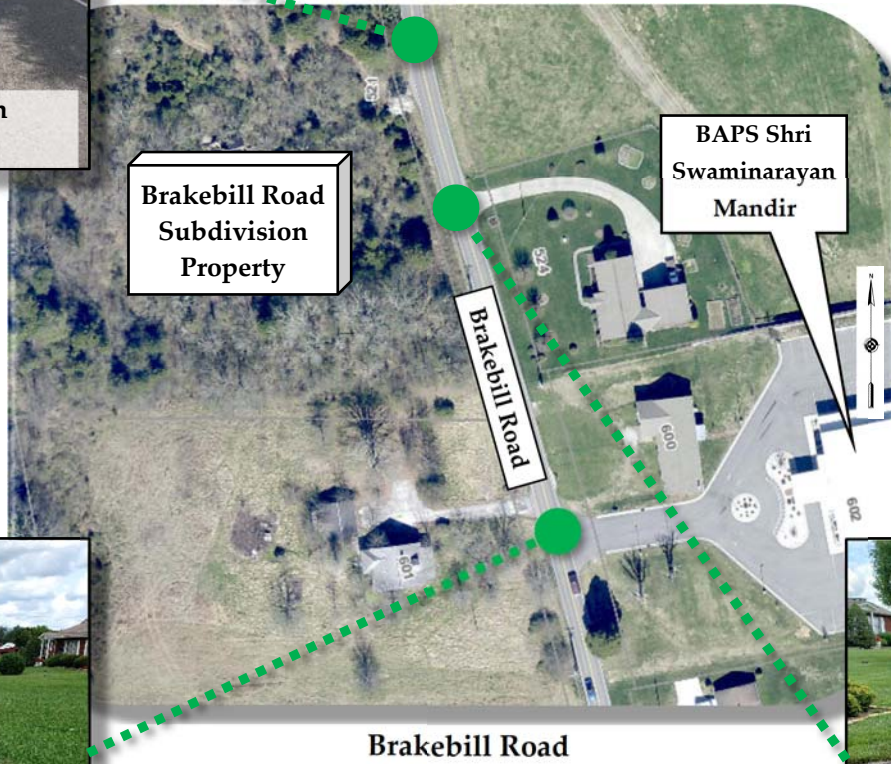 n
521
BAPS Shri
Swaminarayan
Mandir
Brakebill Road
Subdivision
Property
524
N
Brakebill Road
600
602
601
Brakebill Road